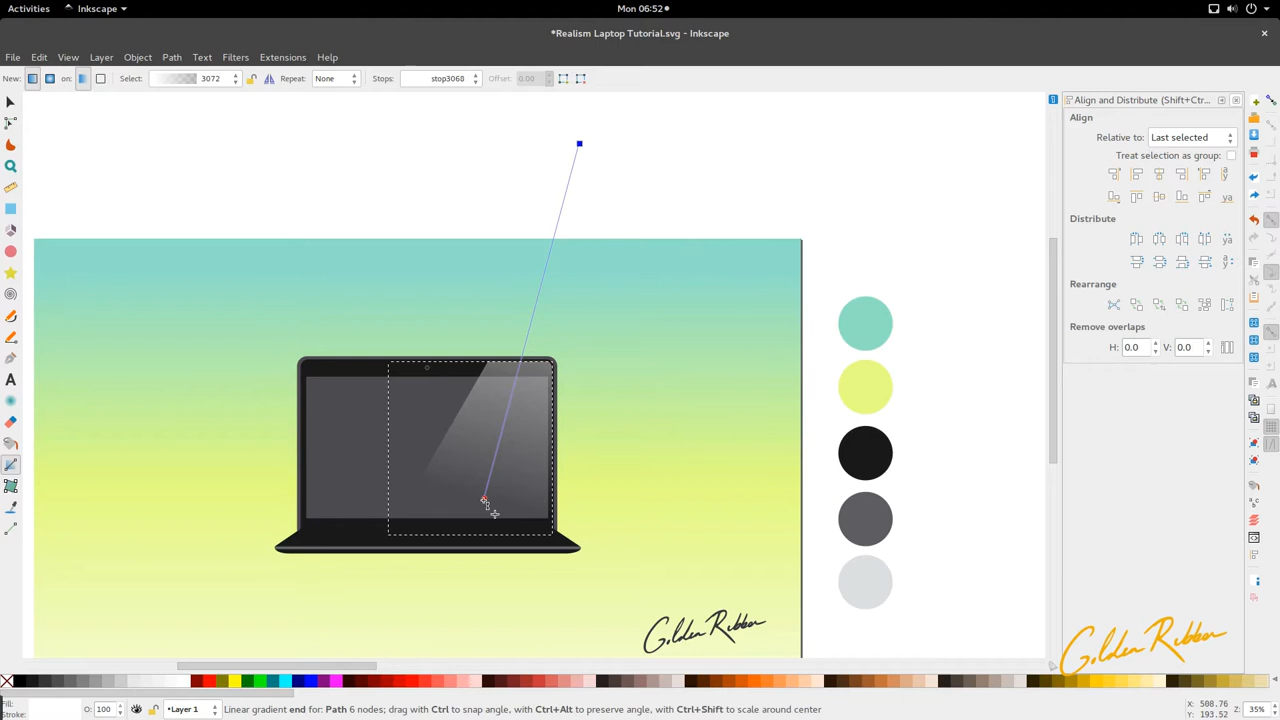 Activities Inkscape Mon 06:52
*Realism Laptop Tutorial.svg - Inkscape
File Edit View Layer Object Path Text Filters Extensions Help
New: on: Select: 3072 Repeat: None Stops: stop3068 Offset: 0.00
Align and Distribute (Shift+Ctr...
Align
Relative to: Last selected
Treat selection as group:
Distribute
Rearrange
Remove overlaps
H: 0.0 V: 0.0
Golden Ribbon
Golden Ribbon
Fill:
Stroke:
O: 100
Layer 1
Linear gradient end for: Path 6 nodes; drag with Ctrl to snap angle, with Ctrl+Alt to preserve angle, with Ctrl+Shift to scale around center
X: 508.76
Y: 193.52
Z: 35%